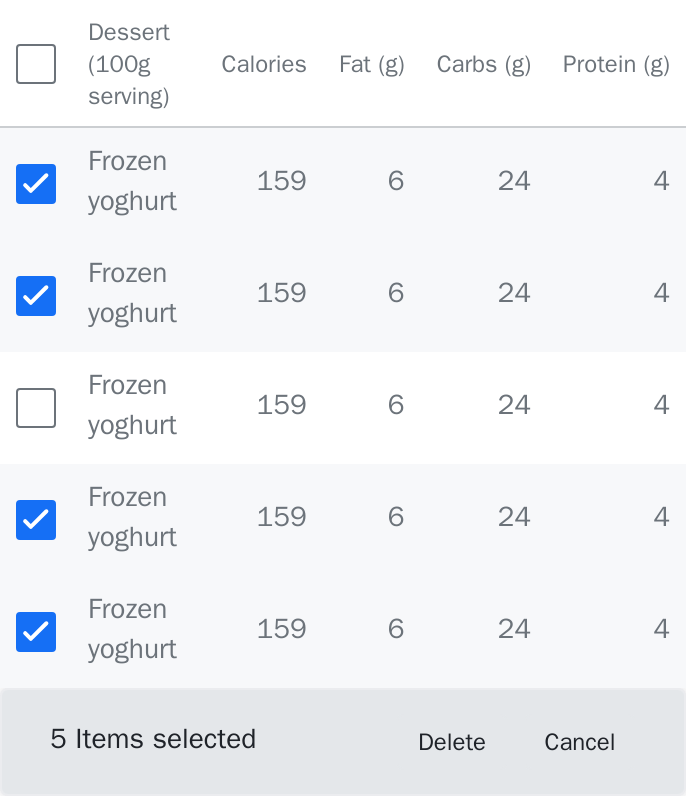 Dessert
(100g
serving) Calories Fat (g) Carbs (g) Protein (g)
Frozen
yoghurt 159 6 24 4
Frozen
yoghurt 159 6 24 4
Frozen
yoghurt 159 6 24 4
Frozen
yoghurt 159 6 24 4
Frozen
yoghurt 159 6 24 4
5 Items selected Delete Cancel